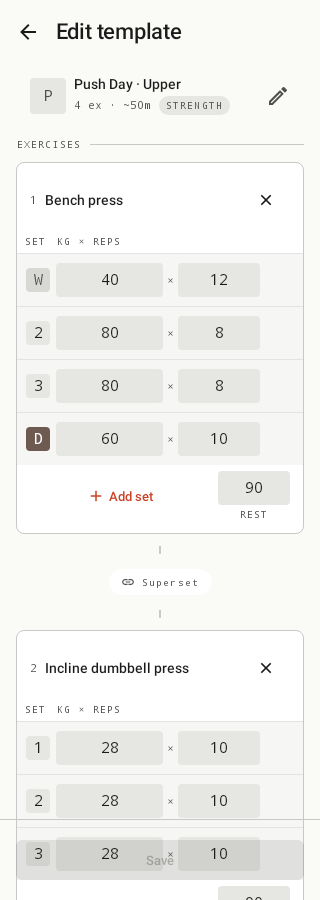 Edit template
P
Push Day · Upper
4 ex · ~50m STRENGTH
EXERCISES
1 Bench press
SET KG × REPS
W 40 × 12
2 80 × 8
3 80 × 8
D 60 × 10
Add set 90
REST
Superset
2 Incline dumbbell press
SET KG × REPS
1 28 × 10
2 28 × 10
3 28 × 10
Save